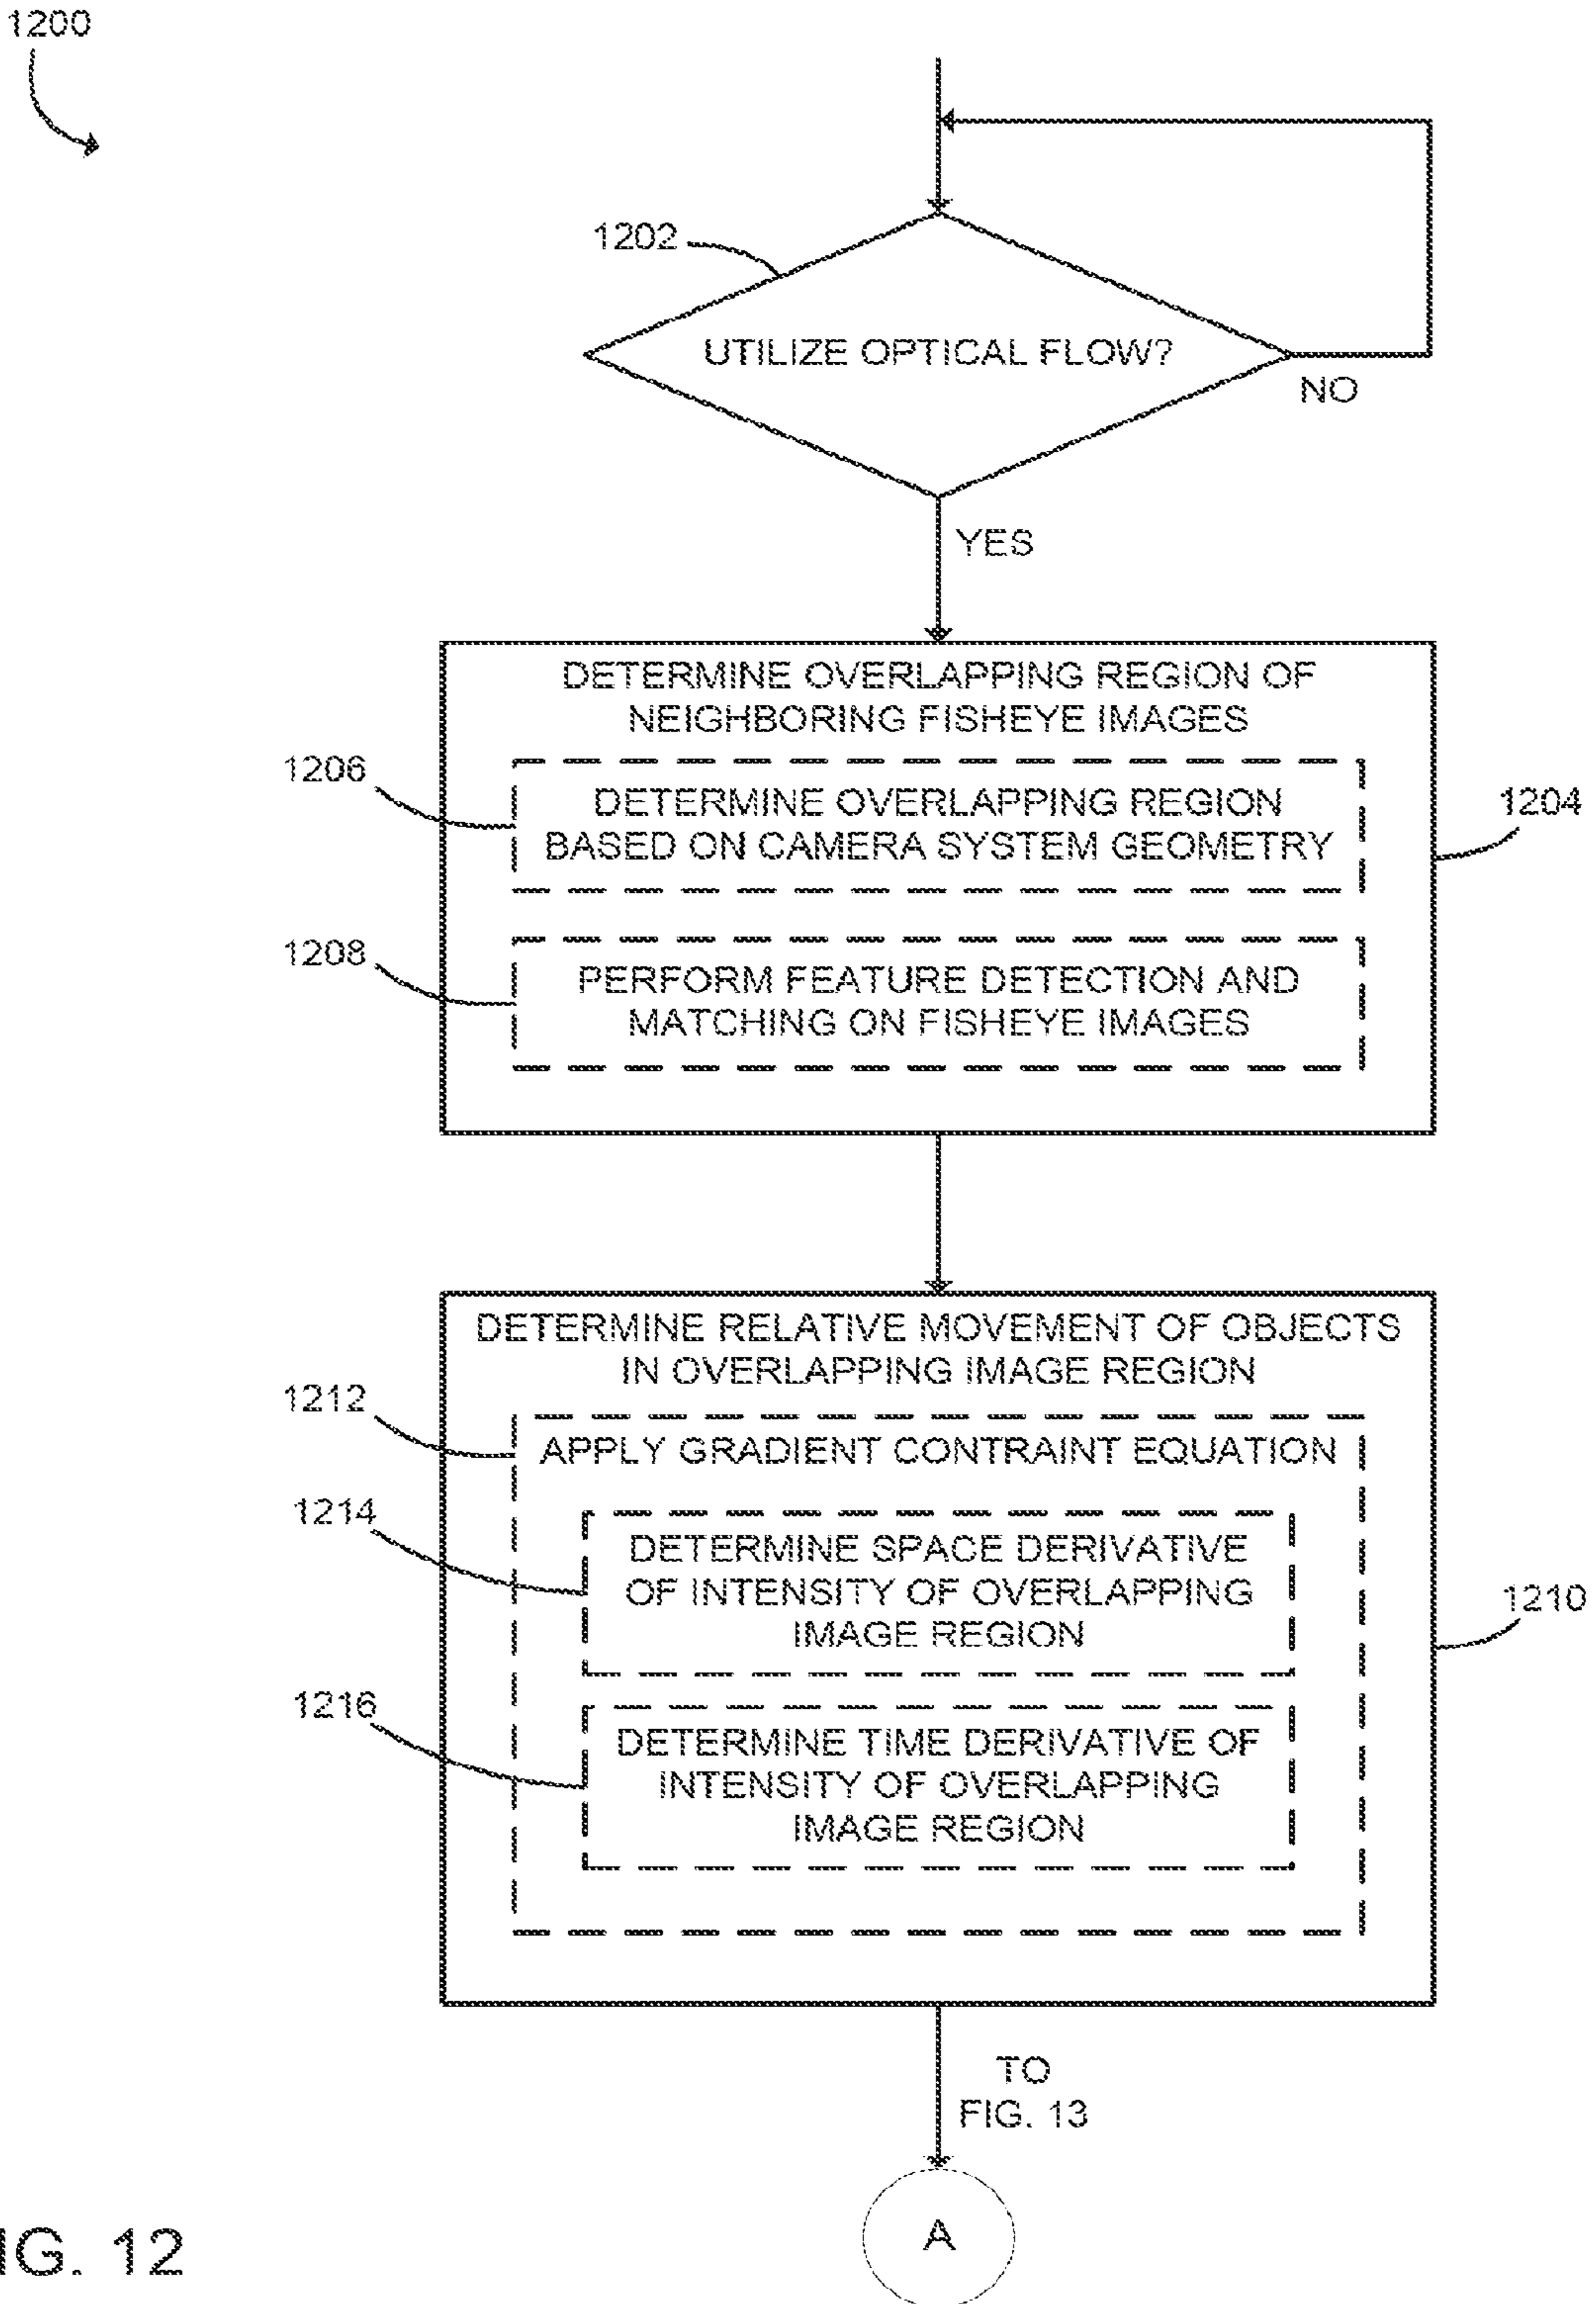 1200
1202
UTILIZE OPTICAL FLOW?
NO
YES
DETERMINE OVERLAPPING REGION OF
NEIGHBORING FISHEYE IMAGES
1206
DETERMINE OVERLAPPING REGION
BASED ON CAMERA SYSTEM GEOMETRY
1204
1208
PERFORM FEATURE DETECTION AND
MATCHING ON FISHEYE IMAGES
DETERMINE RELATIVE MOVEMENT OF OBJECTS
IN OVERLAPPING IMAGE REGION
1212
APPLY GRADIENT CONTRAINT EQUATION
1214
DETERMINE SPACE DERIVATIVE
OF INTENSITY OF OVERLAPPING
IMAGE REGION
1210
1216
DETERMINE TIME DERIVATIVE OF
INTENSITY OF OVERLAPPING
IMAGE REGION
TO
FIG. 13
A
IG. 12